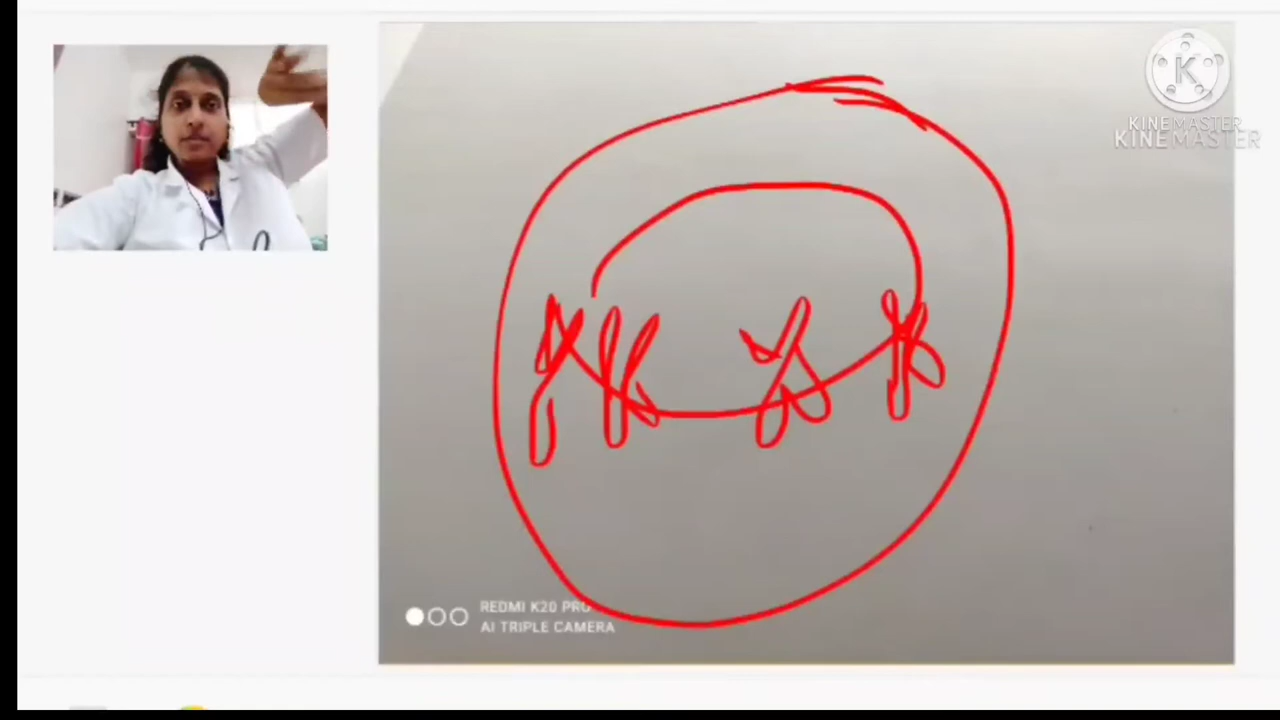 K
KINEMASTER
KINEMASTER
REDMI K20 PRO
AI TRIPLE CAMERA